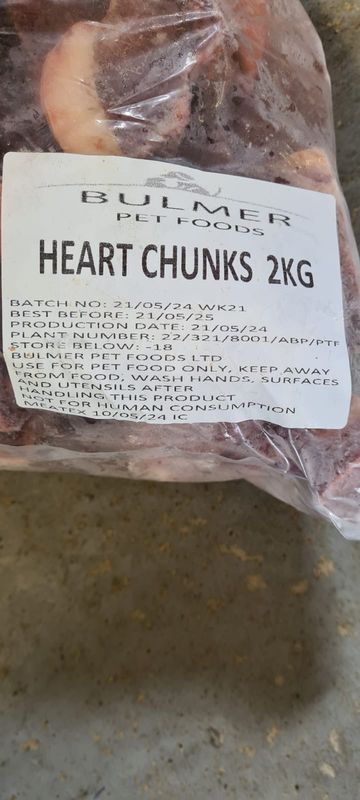 BULMER
PET FOODS
HEART CHUNKS 2KG
BATCH NO: 21/05/24 WK21
BEST BEFORE: 21/05/25
PRODUCTION DATE: 21/05/24
PLANT NUMBER: 22/321/8001/ABP/PTF
STORE BELOW: -18
BULMER PET FOODS LTD
USE FOR PET FOOD ONLY, KEEP AWAY
FROM FOOD, WASH HANDS, SURFACES
AND UTENSILS AFTER
HANDLING THIS PRODUCT
NOT FOR HUMAN CONSUMPTION
MEATEX 10/05/24 IC